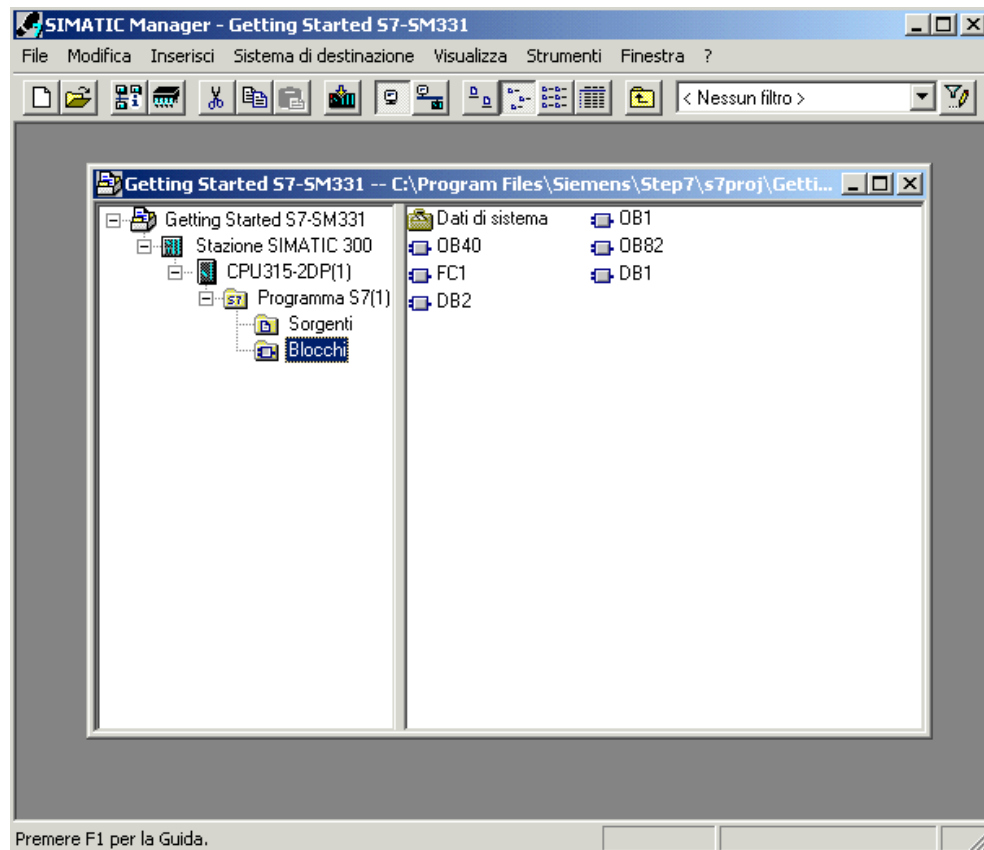 SIMATIC Manager - Getting Started S7-SM331
File Modifica Inserisci Sistema di destinazione Visualizza Strumenti Finestra ?
< Nessun filtro >
Getting Started S7-SM331 -- C:\Program Files\Siemens\Step7\s7proj\Getti...
Getting Started S7-SM331
Stazione SIMATIC 300
CPU315-2DP(1)
S7 Programma S7(1)
Sorgenti
Blocchi
Dati di sistema OB1
OB40 OB82
FC1 DB1
DB2
Premere F1 per la Guida.